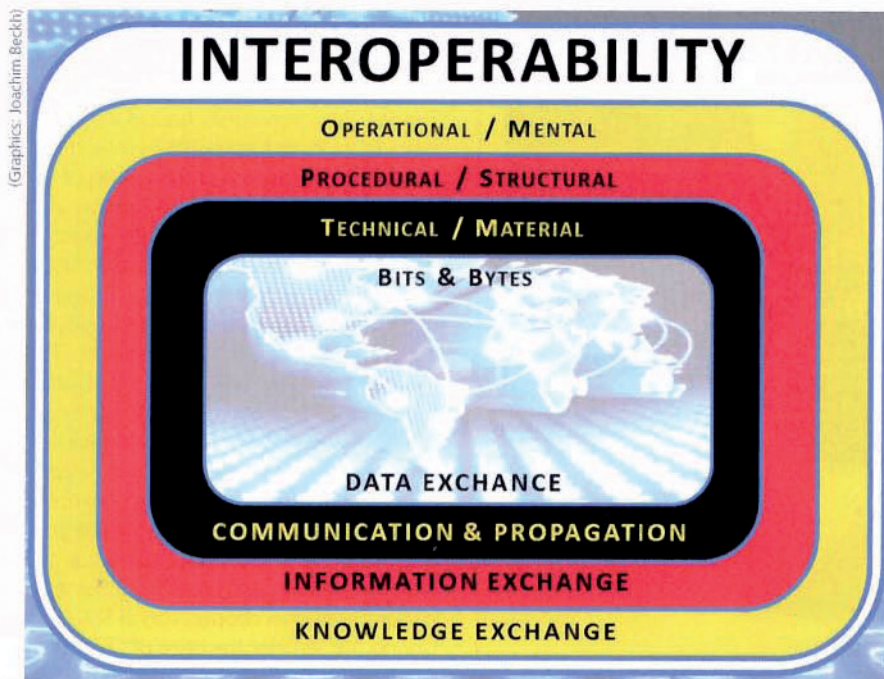 (Graphics: Joachim Beckh)
INTEROPERABILITY
OPERATIONAL / MENTAL
PROCEDURAL / STRUCTURAL
TECHNICAL / MATERIAL
BITS & BYTES
DATA EXCHANGE
COMMUNICATION & PROPAGATION
INFORMATION EXCHANGE
KNOWLEDGE EXCHANGE